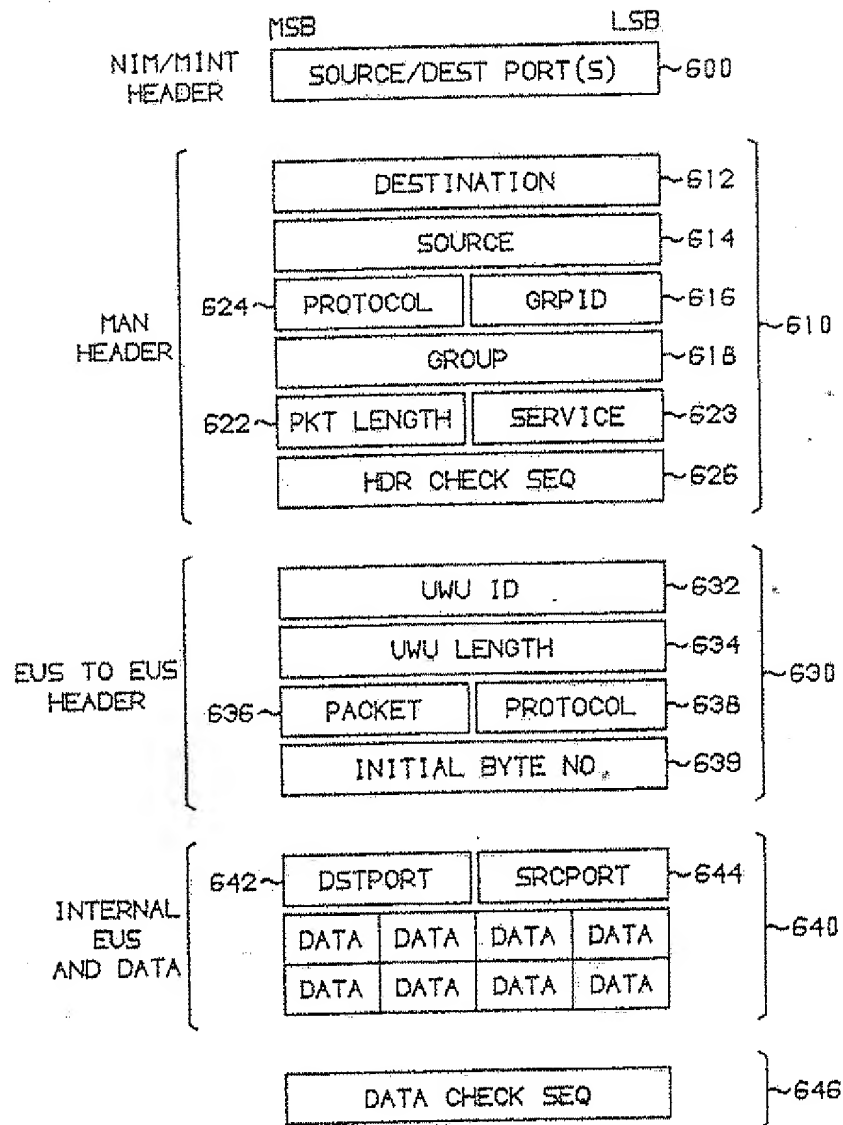 MSB LSB
NIM/MINT HEADER SOURCE/DEST PORT(S) 600
DESTINATION 612
SOURCE 614
624 PROTOCOL GRPID 616
MAN HEADER 610
GROUP 618
622 PKT LENGTH SERVICE 623
HDR CHECK SEQ 626
UWU ID 632
UWU LENGTH 634
EUS TO EUS HEADER 630
636 PACKET PROTOCOL 638
INITIAL BYTE NO. 639
642 DSTPORT SRCPORT 644
INTERNAL EUS AND DATA 640
DATA DATA DATA DATA
DATA DATA DATA DATA
DATA CHECK SEQ 646